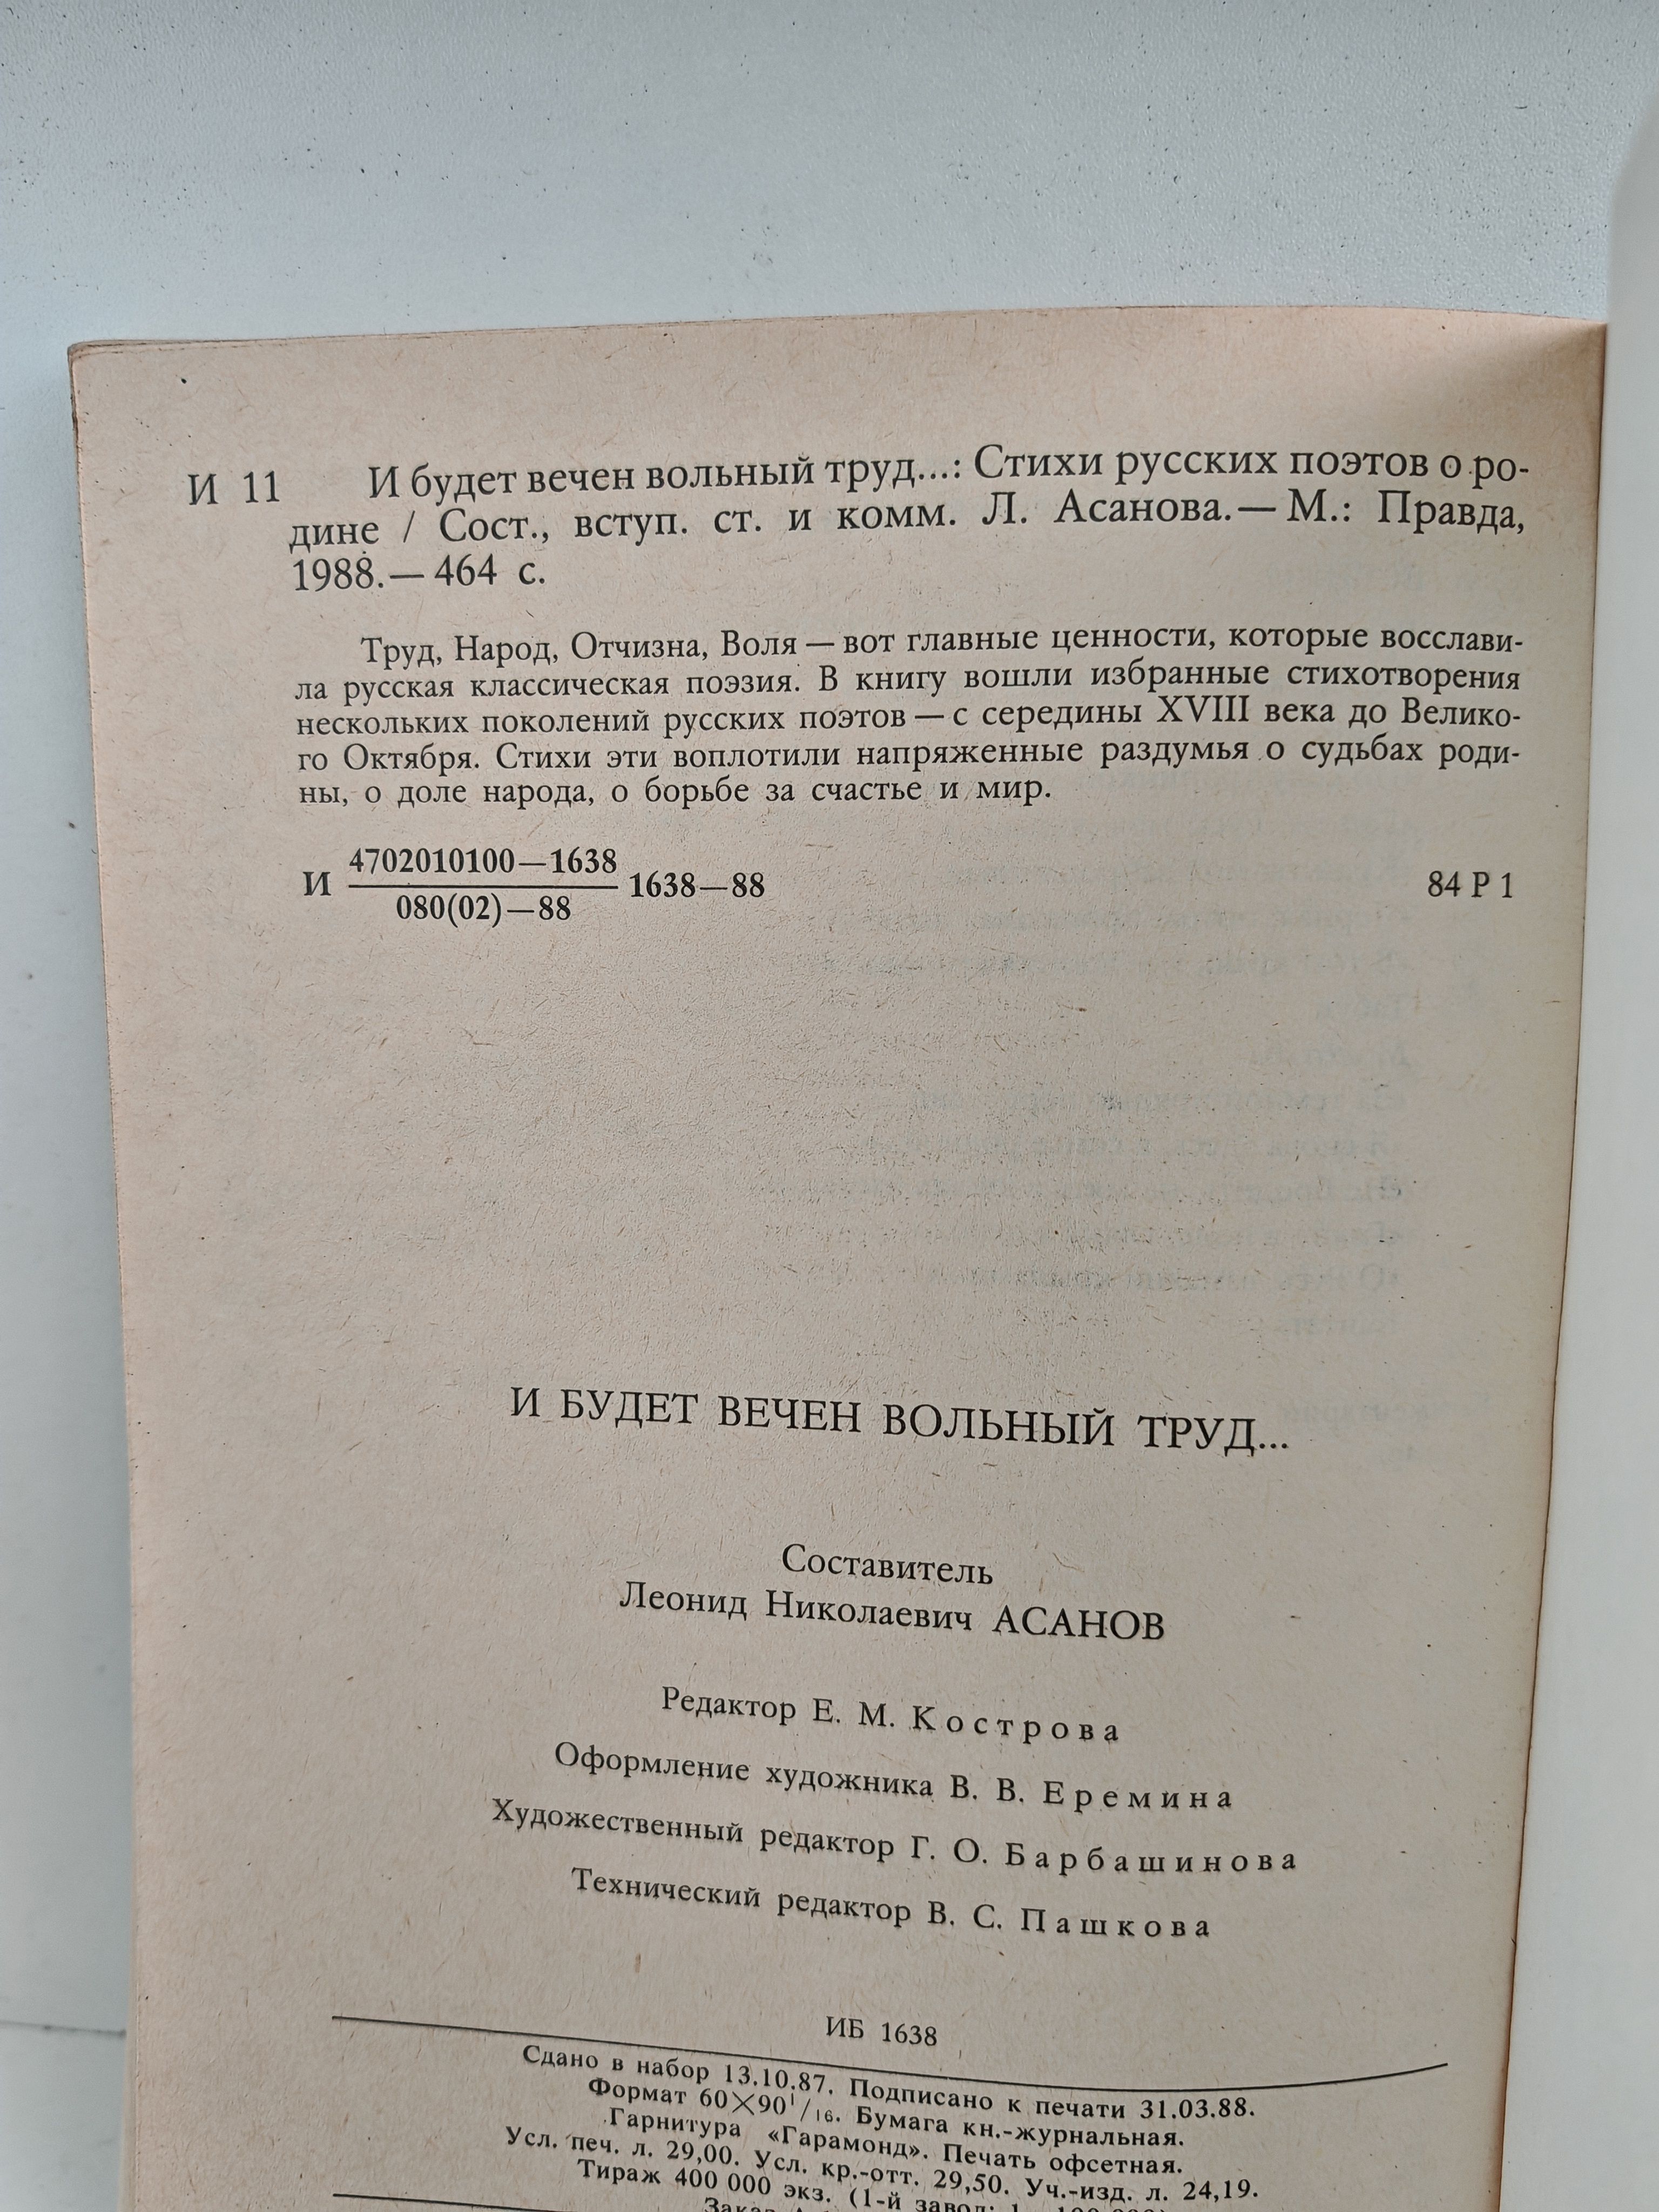 И 11 И будет вечен вольный труд...: Стихи русских поэтов о ро-
дине / Сост., вступ. ст. и комм. Л. Асанова.— М.: Правда,
1988.— 464 с.
Труд, Народ, Отчизна, Воля — вот главные ценности, которые восслави-
ла русская классическая поэзия. В книгу вошли избранные стихотворения
нескольких поколений русских поэтов — с середины XVIII века до Велико-
го Октября. Стихи эти воплотили напряженные раздумья о судьбах роди-
ны, о доле народа, о борьбе за счастье и мир.
4702010100—1638
И 1638—88 84 Р 1
080(02)—88
И БУДЕТ ВЕЧЕН ВОЛЬНЫЙ ТРУД...
Составитель
Леонид Николаевич АСАНОВ
Редактор Е. М. Кострова
Оформление художника В. В. Еремина
Художественный редактор Г. О. Барбашинова
Технический редактор В. С. Пашкова
ИБ 1638
Сдано в набор 13.10.87. Подписано к печати 31.03.88.
Формат 60×90 1/16. Бумага кн.-журнальная.
Гарнитура «Гарамонд». Печать офсетная.
Усл. печ. л. 29,00. Усл. кр.-отт. 29,50. Уч.-изд. л. 24,19.
Тираж 400 000 экз. (1-й завод:
Заказ